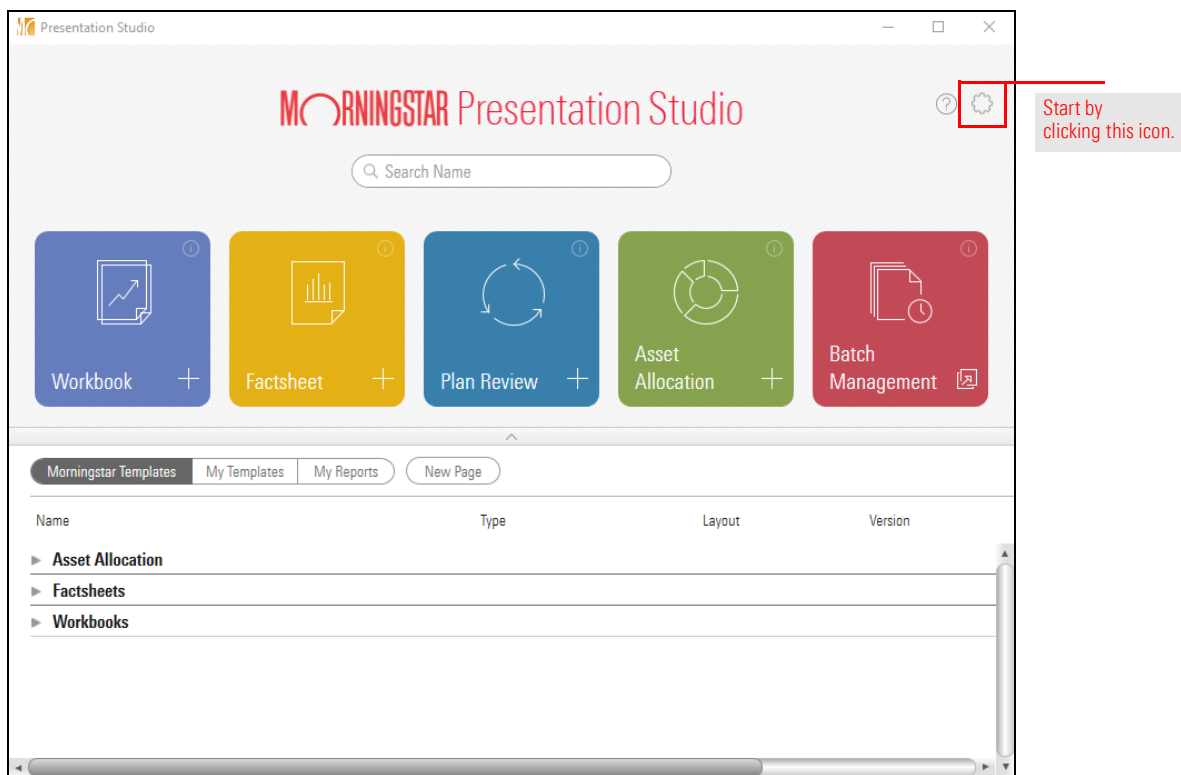 Presentation Studio
MORNINGSTAR Presentation Studio
Start by
clicking this icon.
Search Name
Workbook
Factsheet
Plan Review
Asset
Allocation
Batch
Management
Morningstar Templates My Templates My Reports New Page
Name Type Layout Version
Asset Allocation
Factsheets
Workbooks